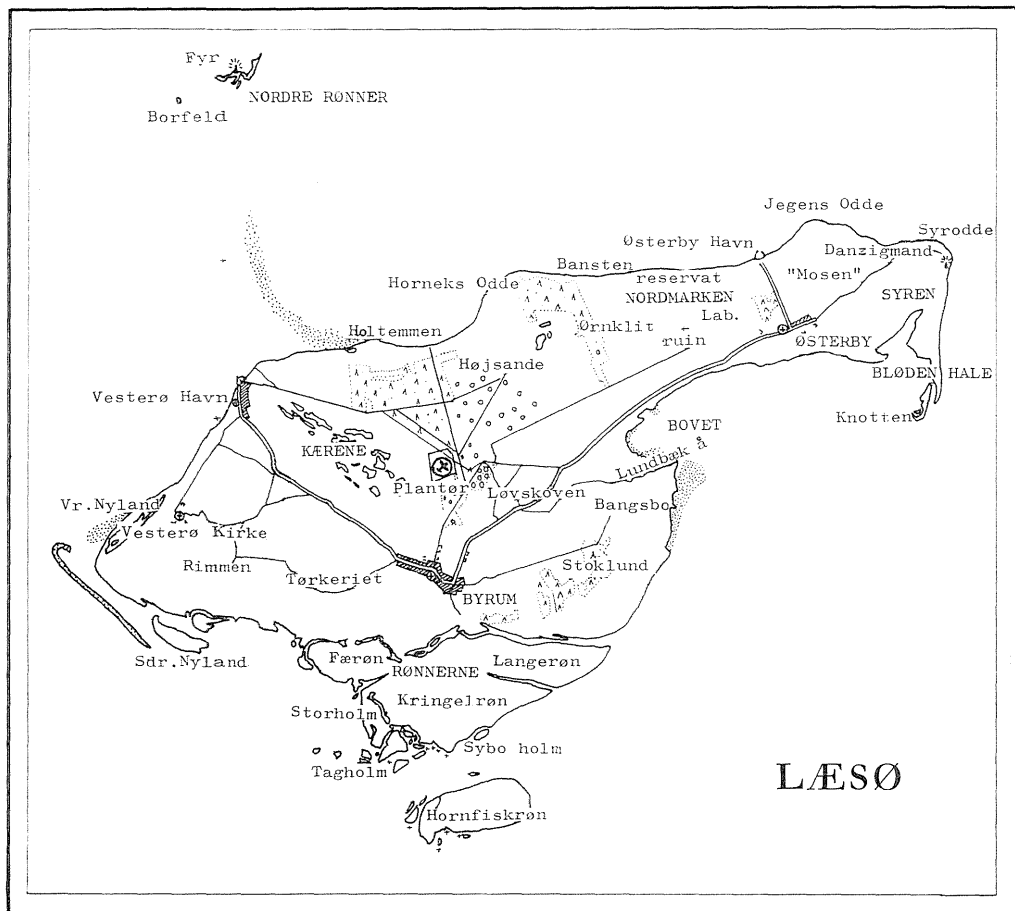 Fyr
NORDRE RØNNER
Borfeld
Jegens Odde
Syrodde
Østerby Havn
Danzigmand
Bansten
reservat
"Mosen"
Horneks Odde
NORDMARKEN
SYREN
Lab.
Ørnklit
Holtemmen
ruin
ØSTERBY
Højsande
BLØDEN HALE
Vesterø Havn
Knotten
BOVET
KÆRENE
Lundbæk å
Plantør
Løvskoven
Vr.Nyland
Bangsbo
Vesterø Kirke
Rimmen
Stoklund
Tørkeriet
BYRUM
Sdr.Nyland
Færøn
Langerøn
RØNNERNE
Kringelrøn
Storholm
Sybo holm
Tagholm
LÆSØ
Hornfiskrøn